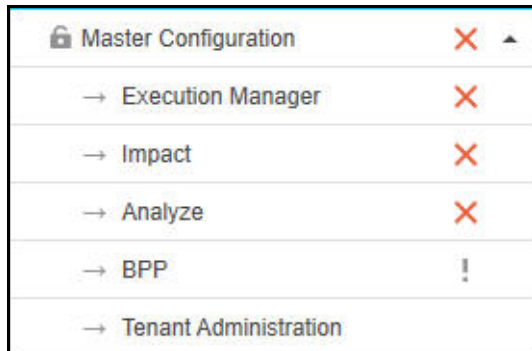 Master Configuration
Execution Manager
Impact
Analyze
BPP !
Tenant Administration